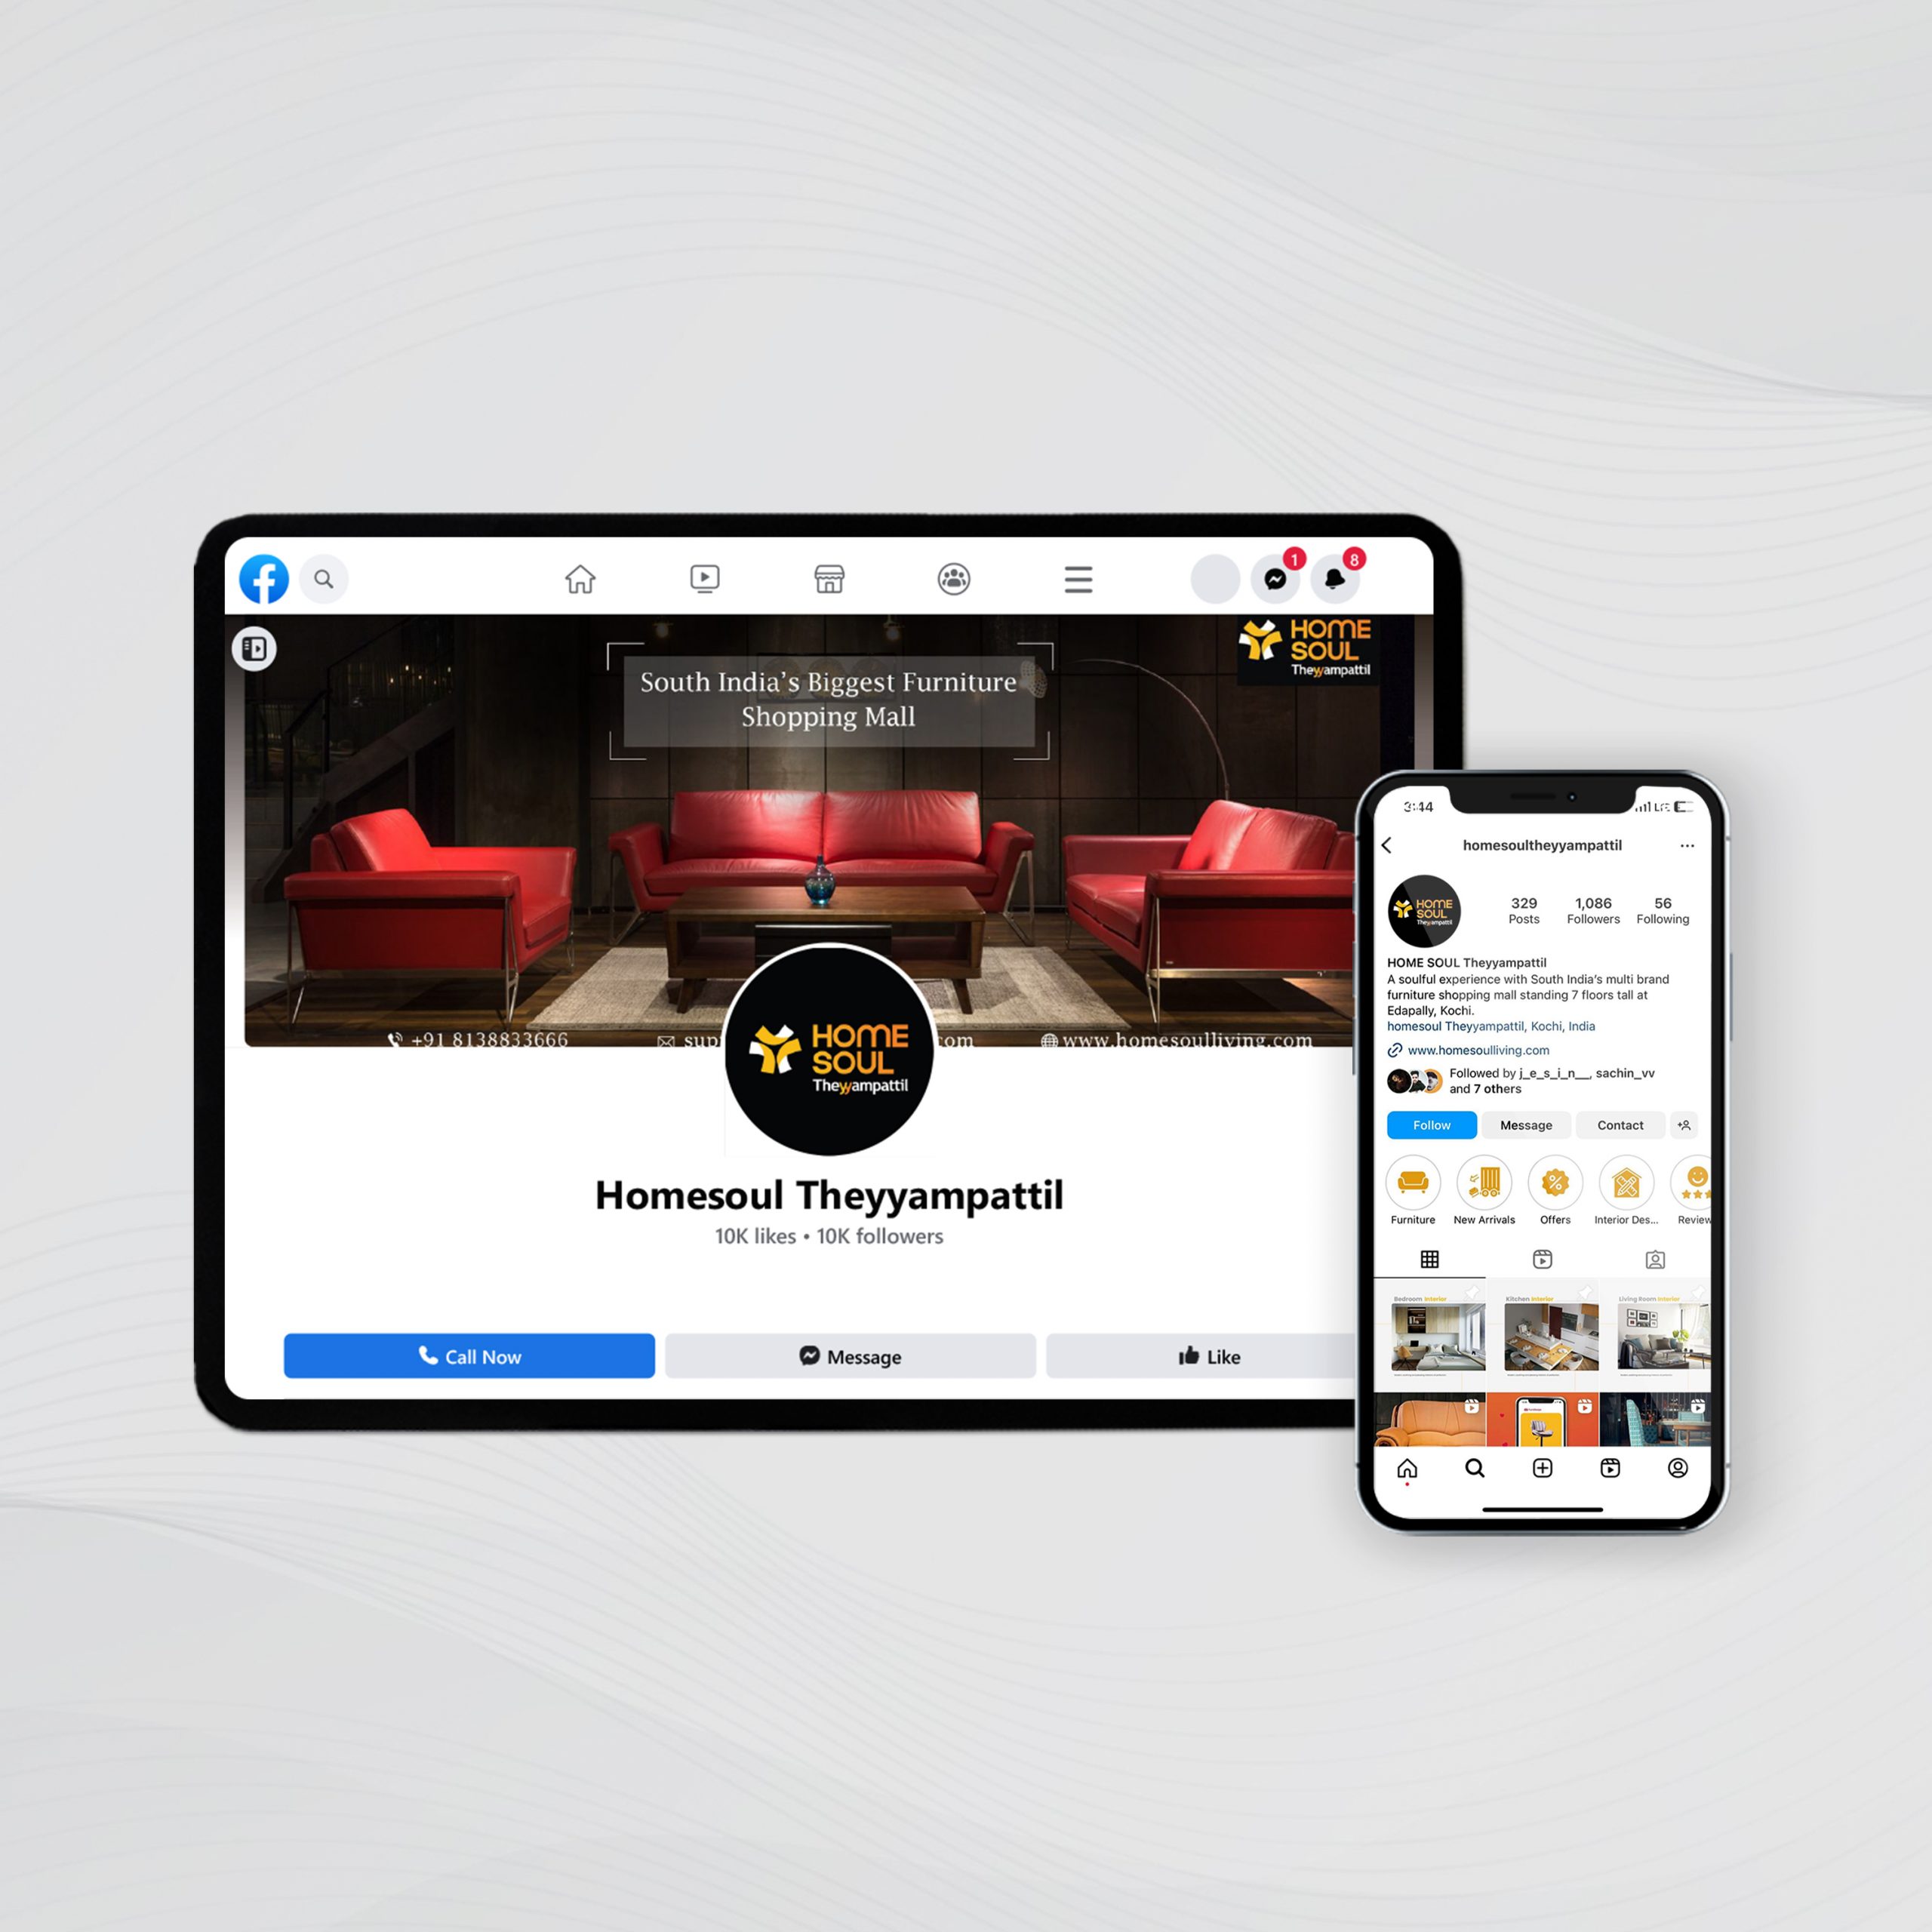 1
8
HOME
SOUL
Theyyampattil
South India's Biggest Furniture
Shopping Mall
+91 8138833666
www.homesoulliving.com
HOME
SOUL
Theyyampattil
Homesoul Theyyampattil
10K likes • 10K followers
Call Now
Message
Like
3:44
LTE
homesoultheyyampattil
HOME
SOUL
Theyyampattil
329
Posts
1,086
Followers
56
Following
HOME SOUL Theyyampattil
A soulful experience with South India's multi brand
furniture shopping mall standing 7 floors tall at
Edapally, Kochi.
homesoul Theyyampattil, Kochi, India
www.homesoulliving.com
Followed by j_e_s_i_n__, sachin_vv
and 7 others
Follow
Message
Contact
Furniture
New Arrivals
Offers
Interior Des...
Review
Bedroom Interior
Kitchen Interior
Living Room Interior